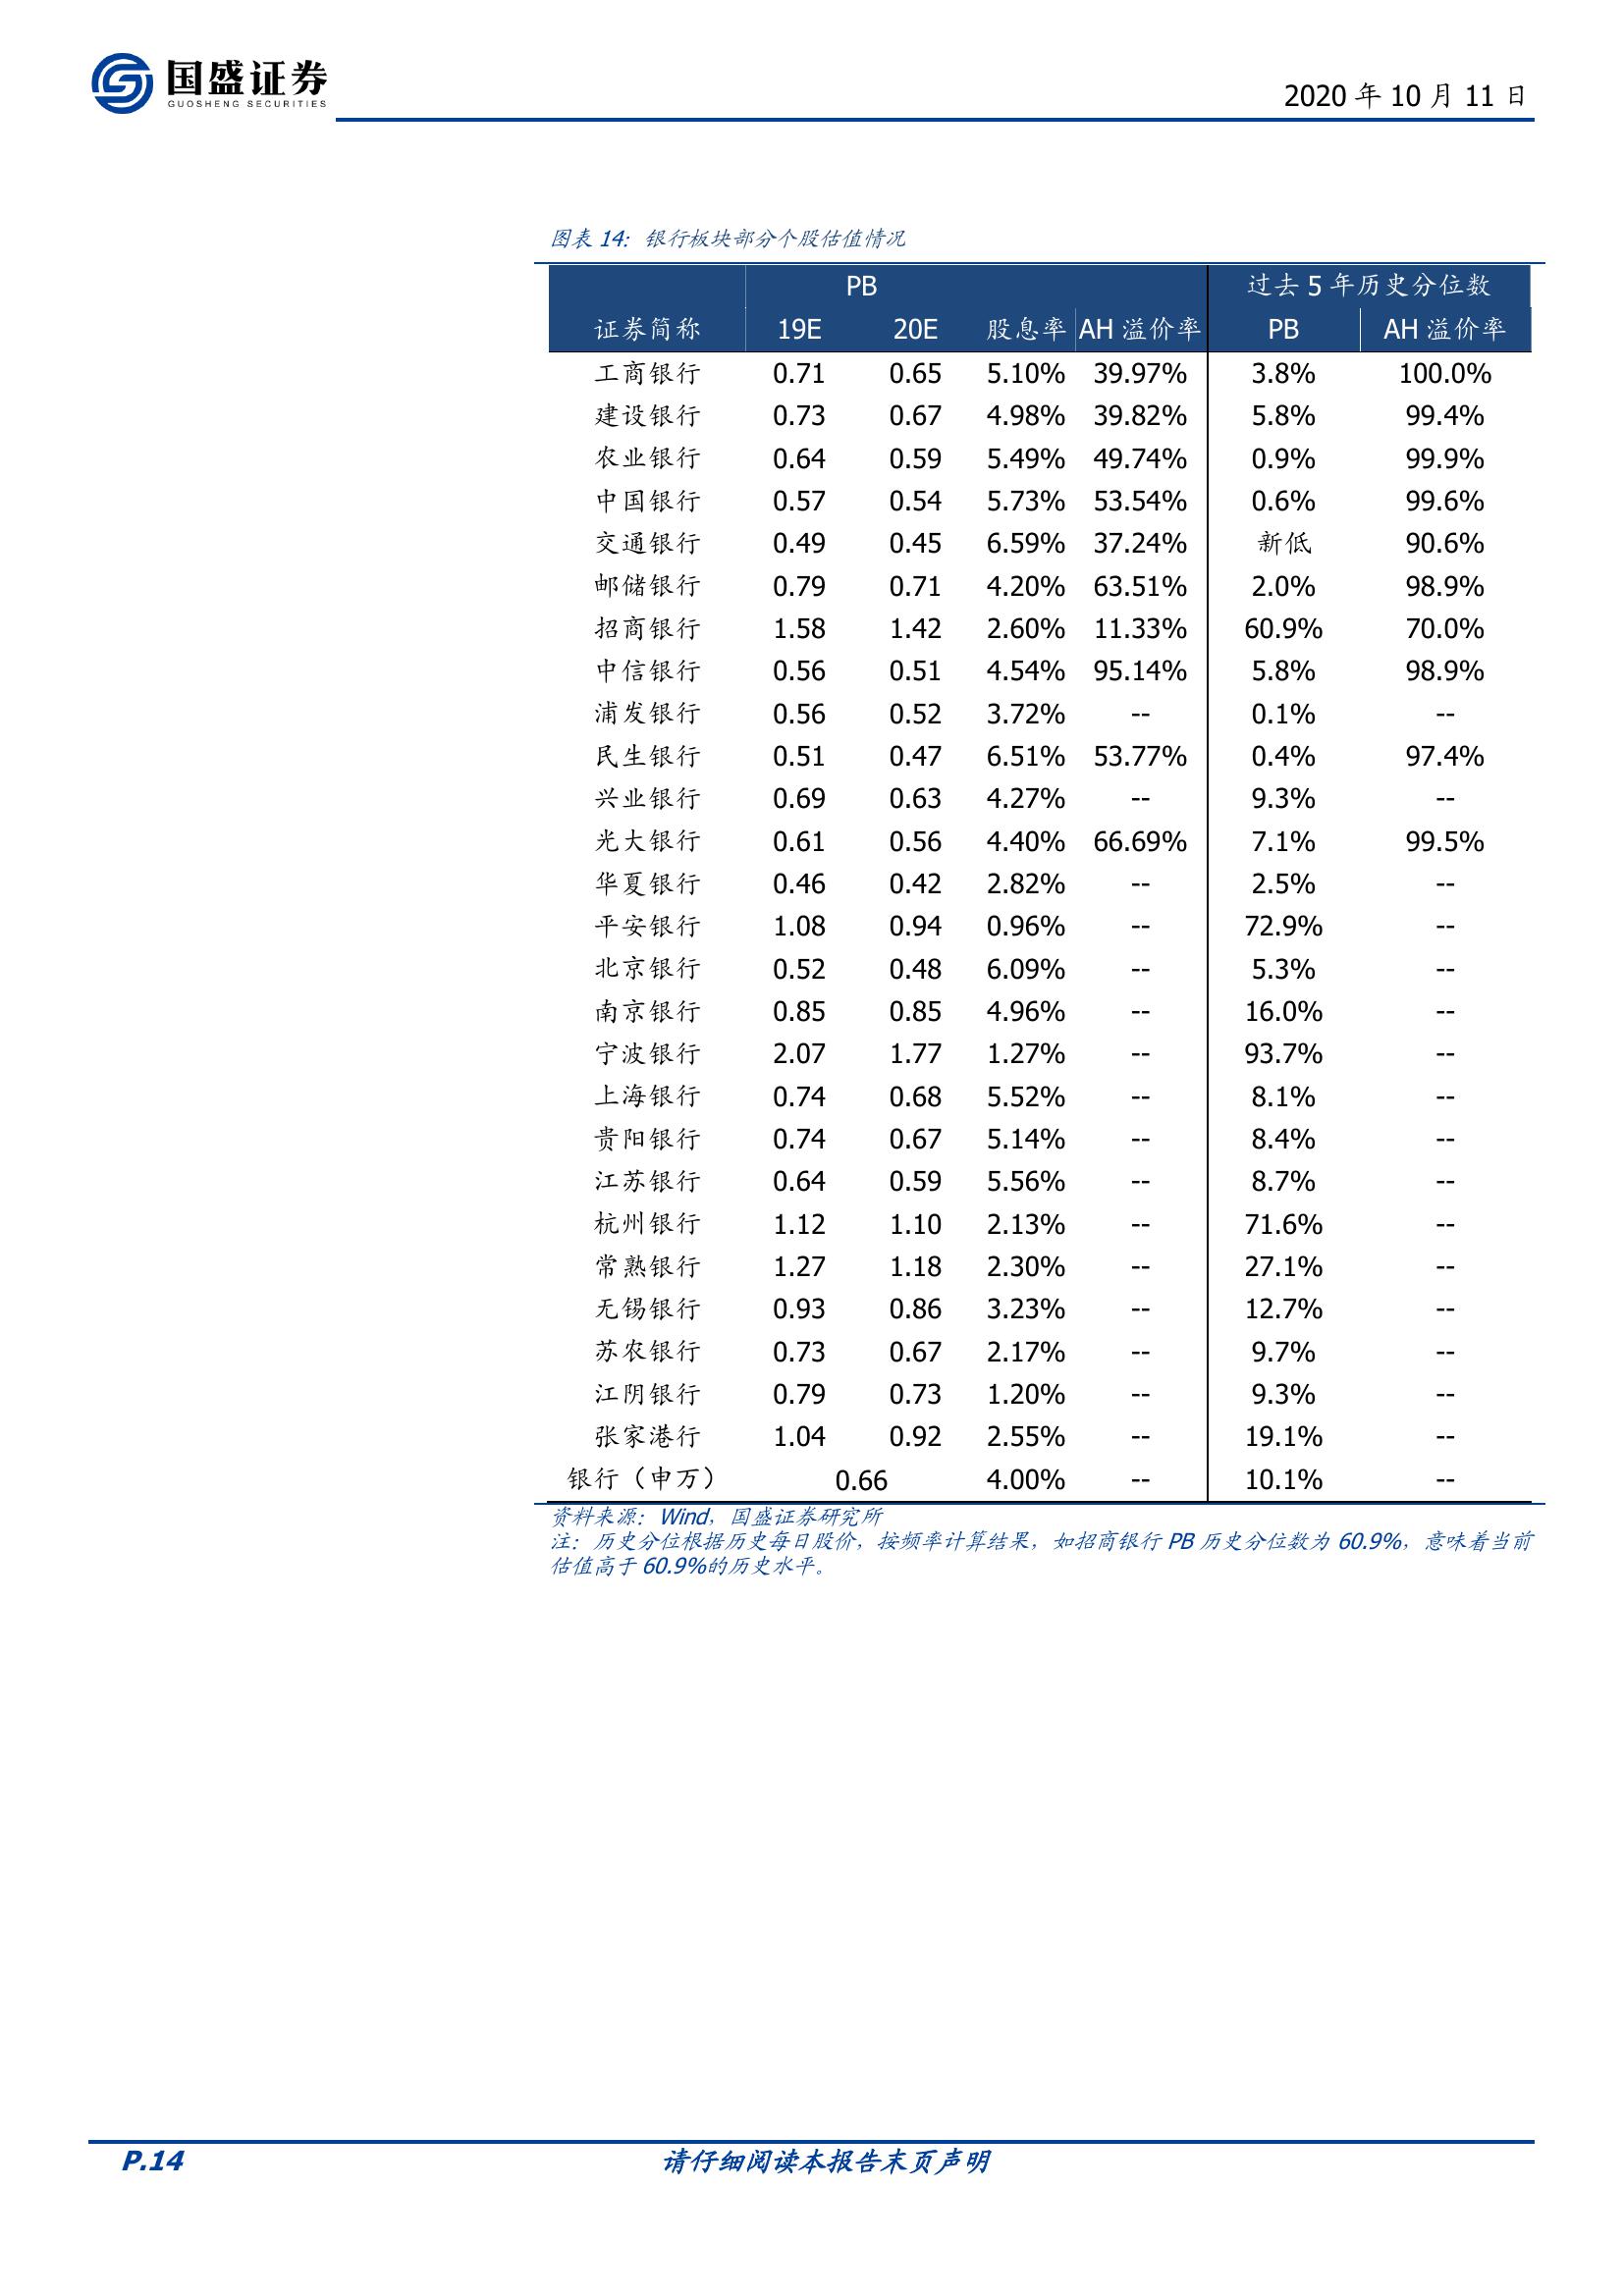 国盛证券
GUOSHENG SECURITIES
2020 年 10 月 11 日
图表 14：银行板块部分个股估值情况
PB 过去 5 年历史分位数
证券简称 19E 20E 股息率 AH 溢价率 PB AH 溢价率
工商银行 0.71 0.65 5.10% 39.97% 3.8% 100.0%
建设银行 0.73 0.67 4.98% 39.82% 5.8% 99.4%
农业银行 0.64 0.59 5.49% 49.74% 0.9% 99.9%
中国银行 0.57 0.54 5.73% 53.54% 0.6% 99.6%
交通银行 0.49 0.45 6.59% 37.24% 新低 90.6%
邮储银行 0.79 0.71 4.20% 63.51% 2.0% 98.9%
招商银行 1.58 1.42 2.60% 11.33% 60.9% 70.0%
中信银行 0.56 0.51 4.54% 95.14% 5.8% 98.9%
浦发银行 0.56 0.52 3.72% -- 0.1% --
民生银行 0.51 0.47 6.51% 53.77% 0.4% 97.4%
兴业银行 0.69 0.63 4.27% -- 9.3% --
光大银行 0.61 0.56 4.40% 66.69% 7.1% 99.5%
华夏银行 0.46 0.42 2.82% -- 2.5% --
平安银行 1.08 0.94 0.96% -- 72.9% --
北京银行 0.52 0.48 6.09% -- 5.3% --
南京银行 0.85 0.85 4.96% -- 16.0% --
宁波银行 2.07 1.77 1.27% -- 93.7% --
上海银行 0.74 0.68 5.52% -- 8.1% --
贵阳银行 0.74 0.67 5.14% -- 8.4% --
江苏银行 0.64 0.59 5.56% -- 8.7% --
杭州银行 1.12 1.10 2.13% -- 71.6% --
常熟银行 1.27 1.18 2.30% -- 27.1% --
无锡银行 0.93 0.86 3.23% -- 12.7% --
苏农银行 0.73 0.67 2.17% -- 9.7% --
江阴银行 0.79 0.73 1.20% -- 9.3% --
张家港行 1.04 0.92 2.55% -- 19.1% --
银行（申万） 0.66 4.00% -- 10.1% --
资料来源：Wind，国盛证券研究所
注：历史分位根据历史每日股价，按频率计算结果，如招商银行 PB 历史分位数为 60.9%，意味着当前
估值高于 60.9%的历史水平。
P.14 请仔细阅读本报告末页声明